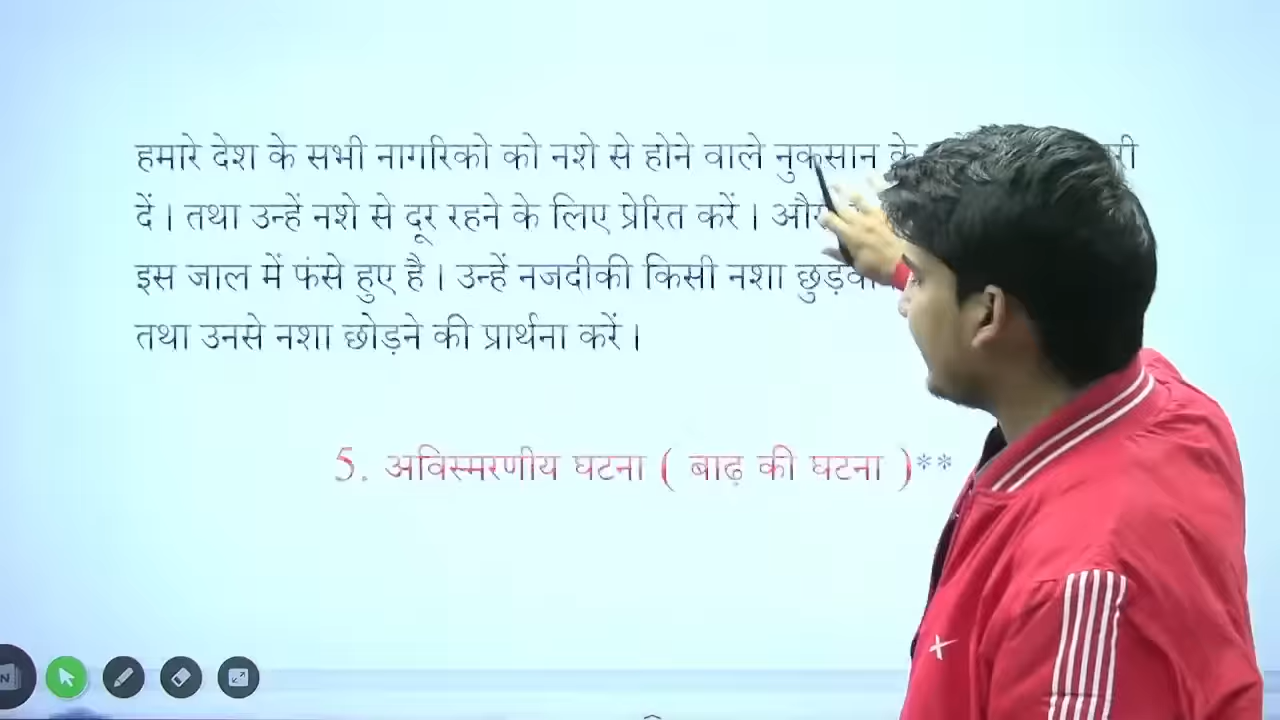 हमारे देश के सभी नागरिको को नशे से होने वाले नुकसान के
दें। तथा उन्हें नशे से दूर रहने के लिए प्रेरित करें।
इस जाल में फंसे हुए है। उन्हें नजदीकी किसी नशा
तथा उनसे नशा छोड़ने की प्रार्थना करें।
5. अविस्मरणीय घटना ( बाढ़ की घटना )**
N